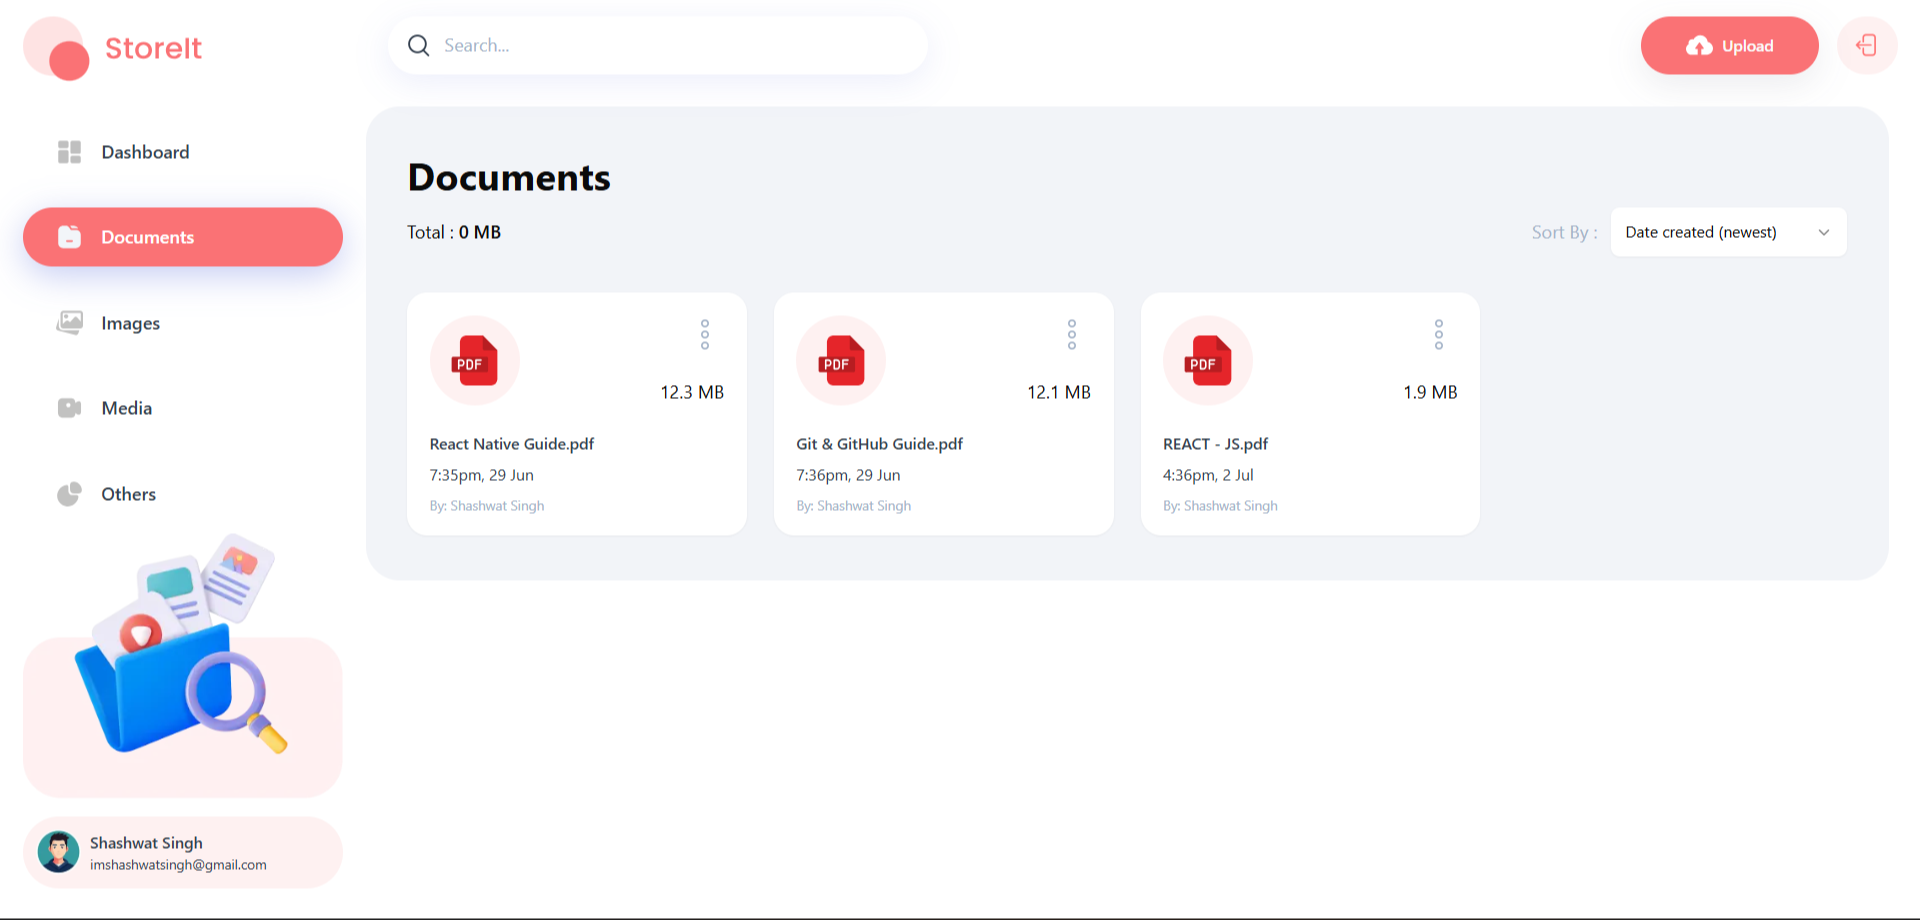 StoreIt
Search...
Upload
Dashboard
Documents
Images
Media
Others
Shashwat Singh
imshashwatsingh@gmail.com
Documents
Total : 0 MB
Sort By :
Date created (newest)
PDF
12.3 MB
React Native Guide.pdf
7:35pm, 29 Jun
By: Shashwat Singh
PDF
12.1 MB
Git & GitHub Guide.pdf
7:36pm, 29 Jun
By: Shashwat Singh
PDF
1.9 MB
REACT - JS.pdf
4:36pm, 2 Jul
By: Shashwat Singh